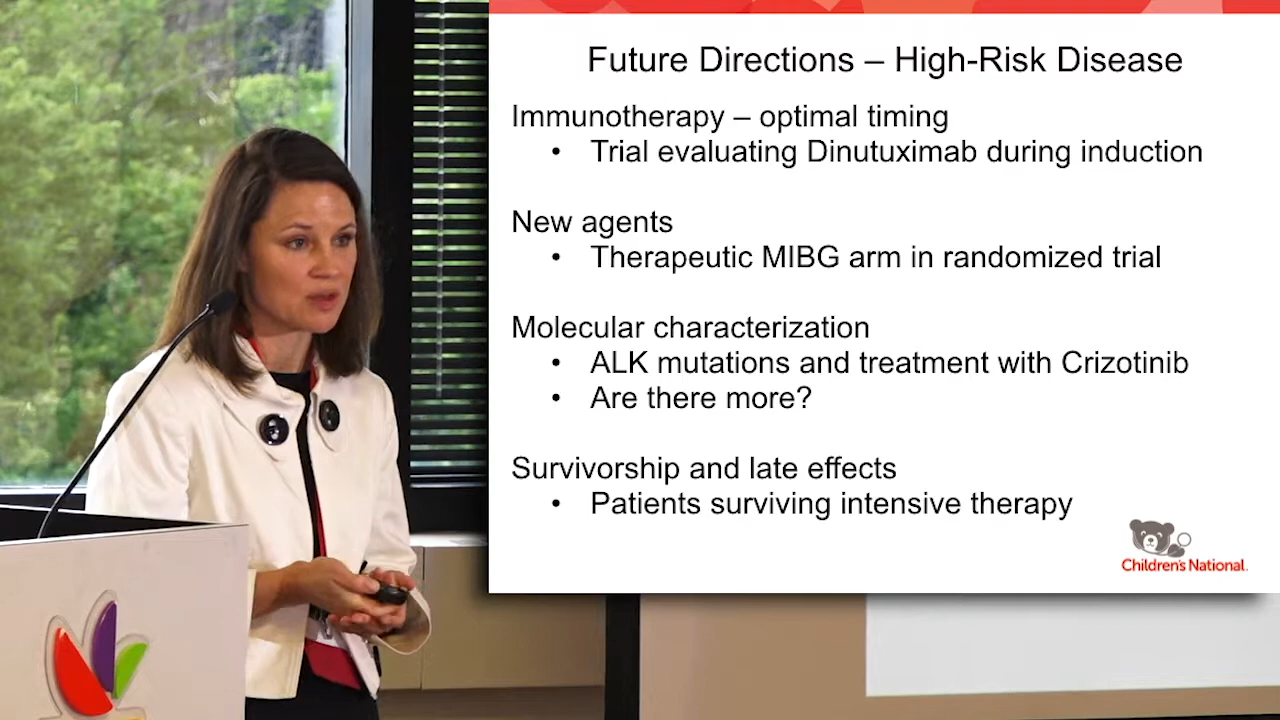 Future Directions – High-Risk Disease
Immunotherapy – optimal timing
• Trial evaluating Dinutuximab during induction
New agents
• Therapeutic MIBG arm in randomized trial
Molecular characterization
• ALK mutations and treatment with Crizotinib
• Are there more?
Survivorship and late effects
• Patients surviving intensive therapy
Children's National.